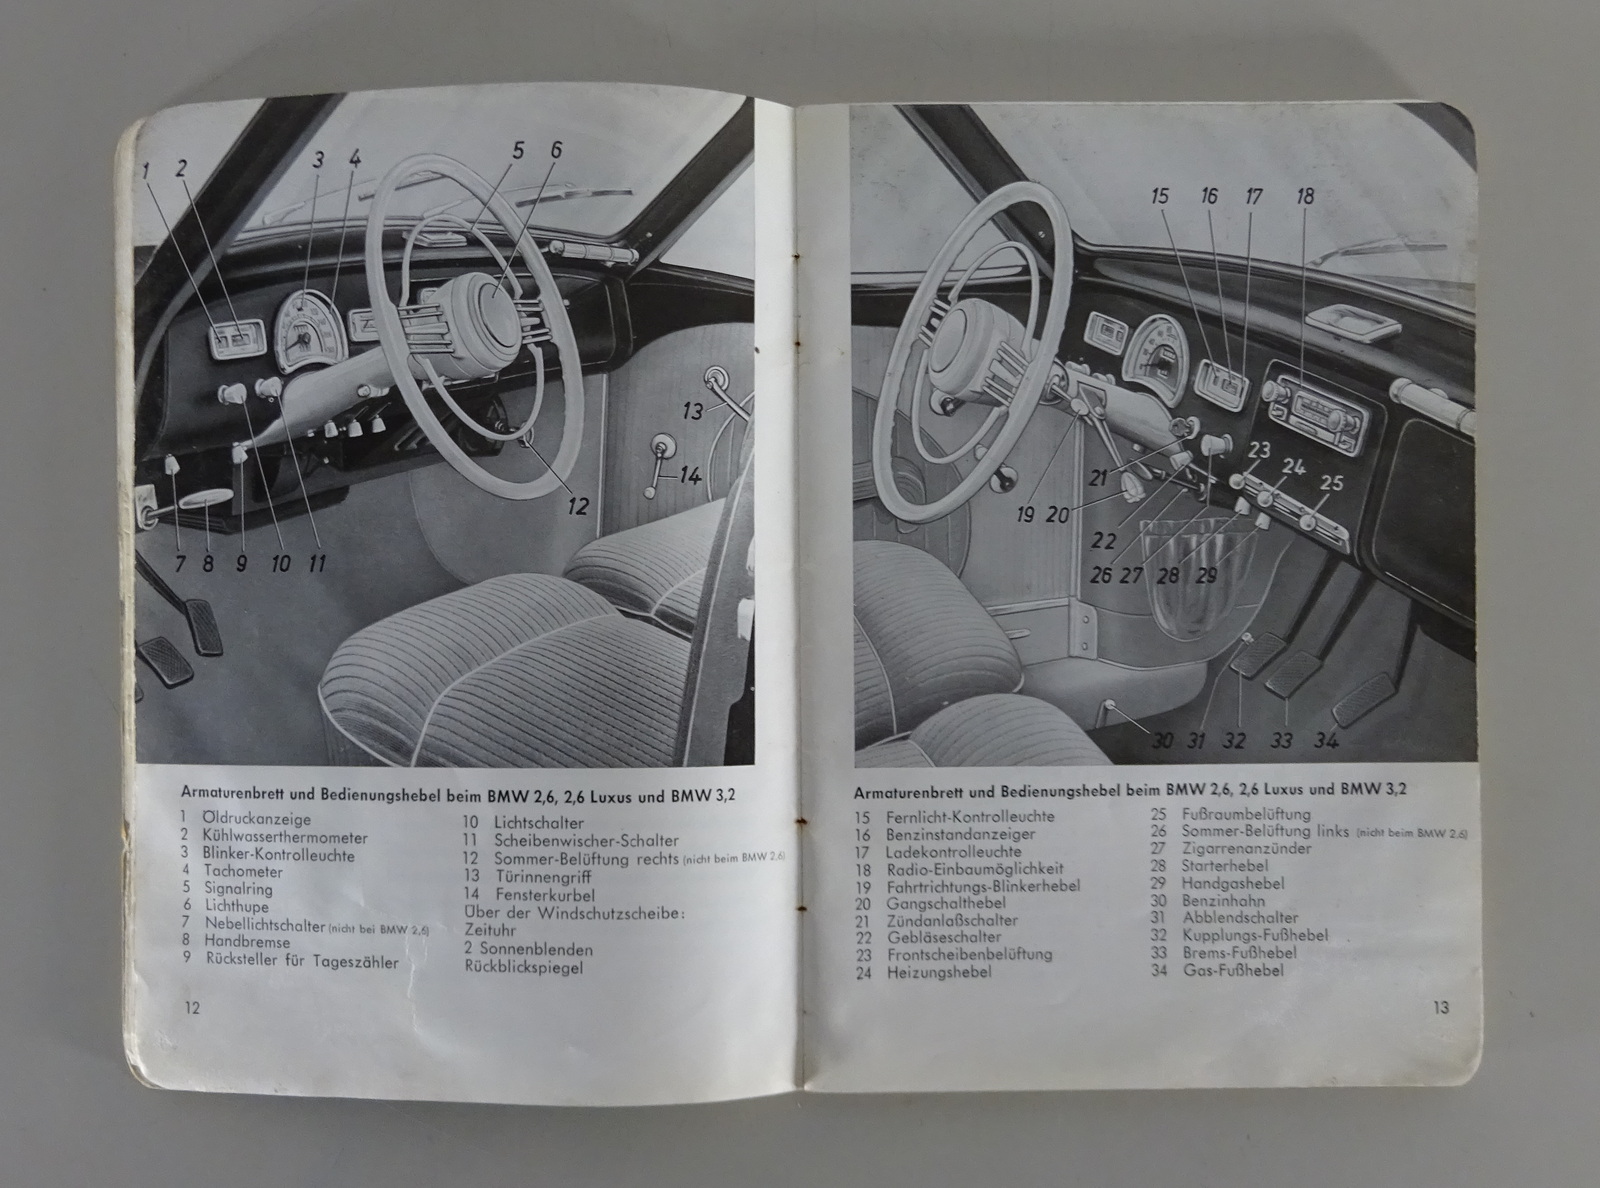 1 2 3 4 5 6
13
14
12
7 8 9 10 11
Armaturenbrett und Bedienungshebel beim BMW 2,6, 2,6 Luxus und BMW 3,2
1 Öldruckanzeige
2 Kühlwasserthermometer
3 Blinker-Kontrolleuchte
4 Tachometer
5 Signalring
6 Lichthupe
7 Nebellichtschalter (nicht bei BMW 2,6)
8 Handbremse
9 Rücksteller für Tageszähler
10 Lichtschalter
11 Scheibenwischer-Schalter
12 Sommer-Belüftung rechts (nicht beim BMW 2,6)
13 Türinnengriff
14 Fensterkurbel
Über der Windschutzscheibe:
Zeituhr
2 Sonnenblenden
Rückblickspiegel
12
15 16 17 18
23
24
25
21
19 20
22
26 27 28 29
30 31 32 33 34
Armaturenbrett und Bedienungshebel beim BMW 2,6, 2,6 Luxus und BMW 3,2
15 Fernlicht-Kontrolleuchte
16 Benzinstandanzeiger
17 Ladekontrolleuchte
18 Radio-Einbaumöglichkeit
19 Fahrtrichtungs-Blinkerhebel
20 Gangschalthebel
21 Zündanlaßschalter
22 Gebläseschalter
23 Frontscheibenbelüftung
24 Heizungshebel
25 Fußraumbelüftung
26 Sommer-Belüftung links (nicht beim BMW 2,6)
27 Zigarrenanzünder
28 Starterhebel
29 Handgashebel
30 Benzinhahn
31 Abblendschalter
32 Kupplungs-Fußhebel
33 Brems-Fußhebel
34 Gas-Fußhebel
13